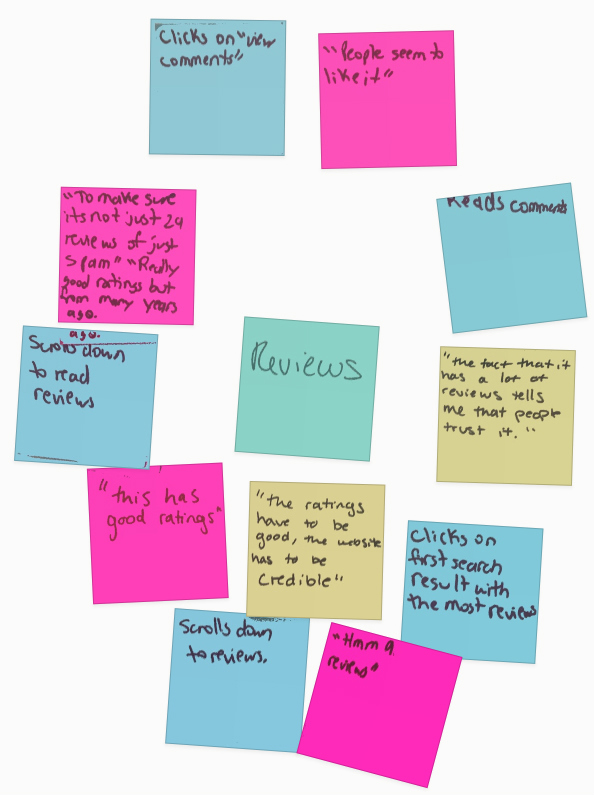 Clicks on "view
comments"
"People seem to
like it"
"To make sure
its not just 29
reviews of just
spam" "Really
good ratings but
from many years
ago.
Reads comments
ago.
Scrolls down
to read
reviews
Reviews
"the fact that it
has a lot of
reviews tells
me that people
trust it."
"this has
good ratings"
"the ratings
have to be
good, the website
has to be
credible"
Clicks on
first search
result with
the most reviews
Scrolls down
to reviews.
"Hmm 9
reviews"